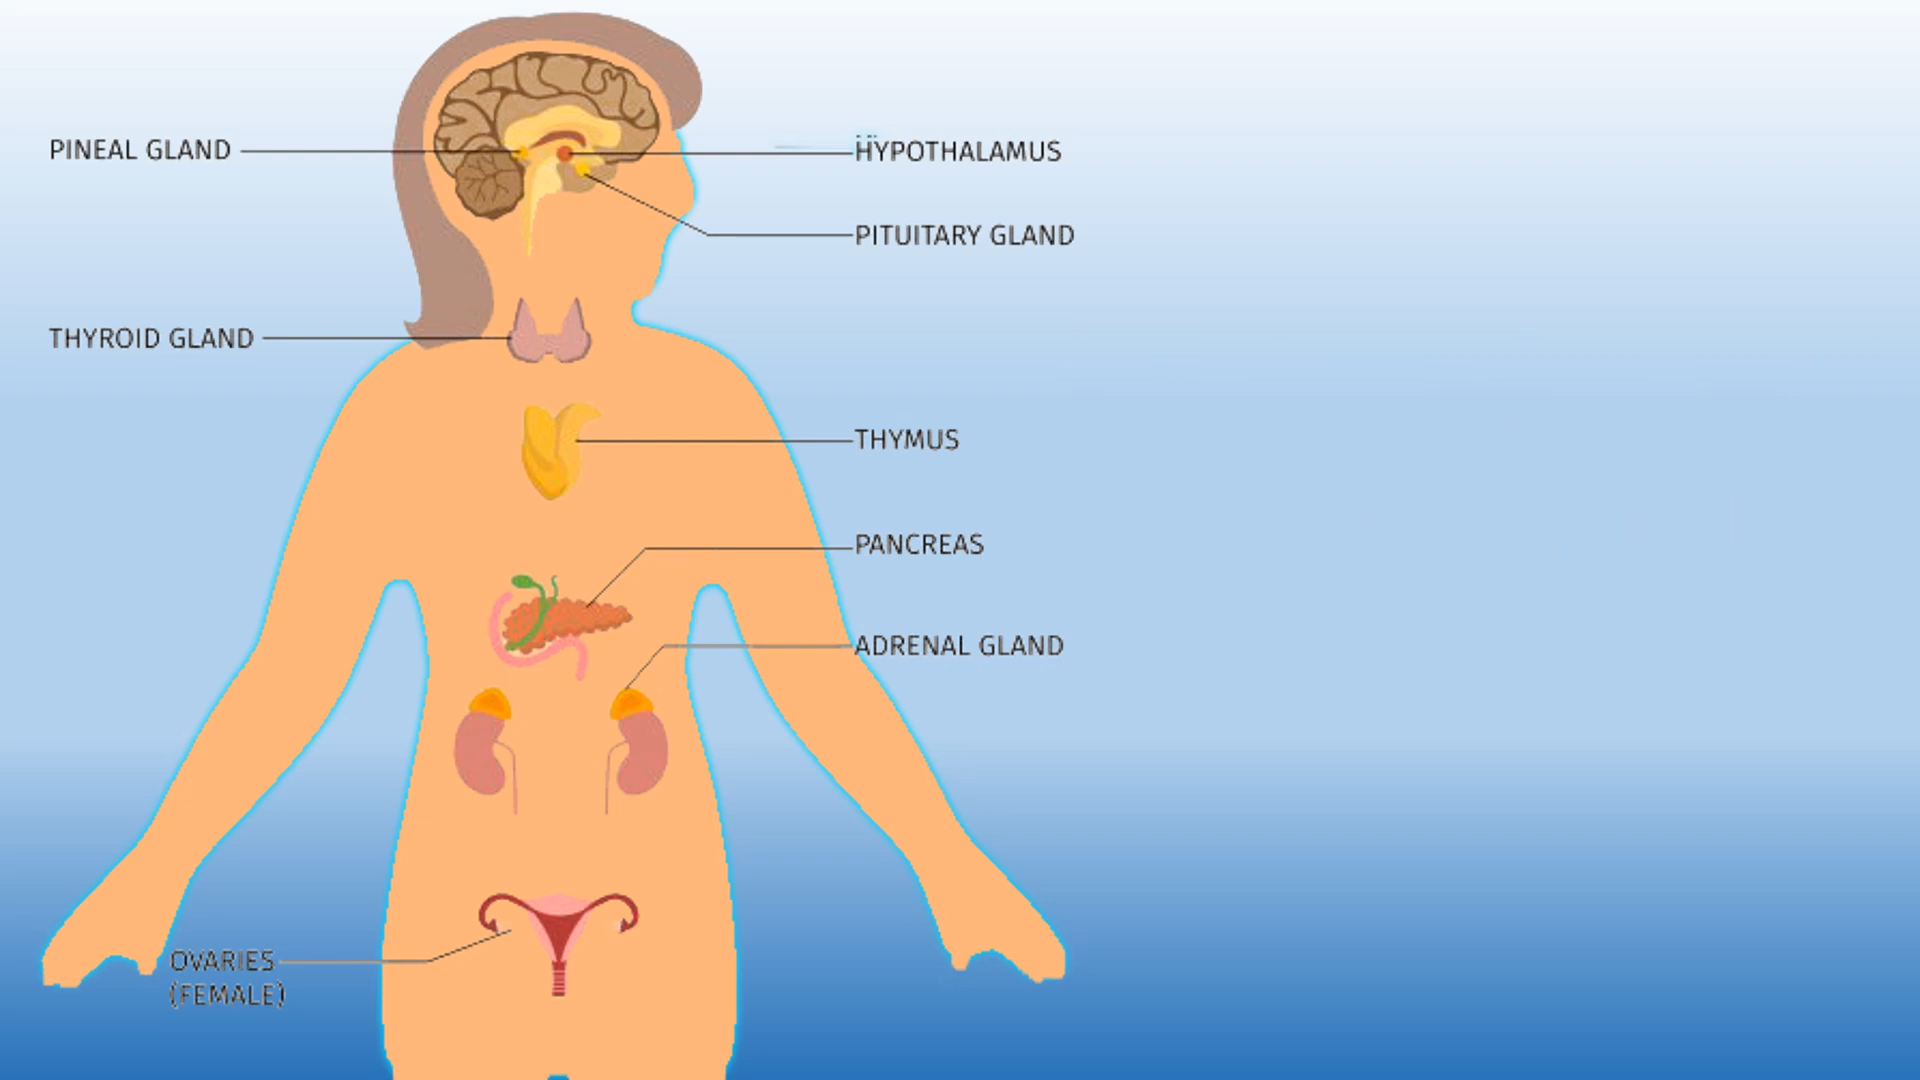 PINEAL GLAND
HYPOTHALAMUS
PITUITARY GLAND
THYROID GLAND
THYMUS
PANCREAS
ADRENAL GLAND
OVARIES
(FEMALE)